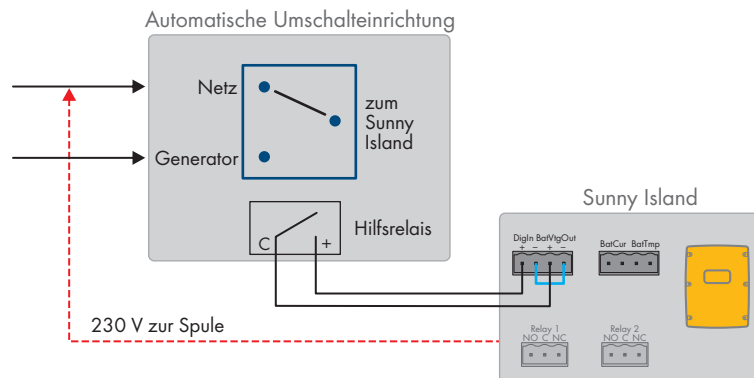 Automatische Umschalteinrichtung
Netz
zum
Sunny
Island
Generator
Hilfsrelais
C +
Sunny Island
DigIn BatVtgOut
+ − + −
BatCur BatTmp
230 V zur Spule
Relay 1
NO C NC
Relay 2
NO C NC